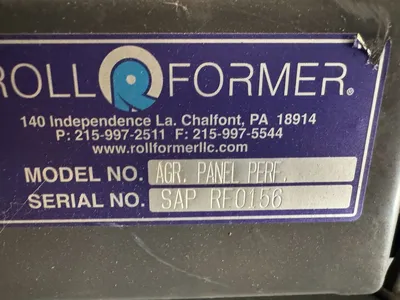 ROLL R FORMER®
140 Independence La. Chalfont, PA 18914
P: 215-997-2511 F: 215-997-5544
www.rollformerllc.com
MODEL NO. AGR. PANEL PERF.
SERIAL NO. SAP RF0156